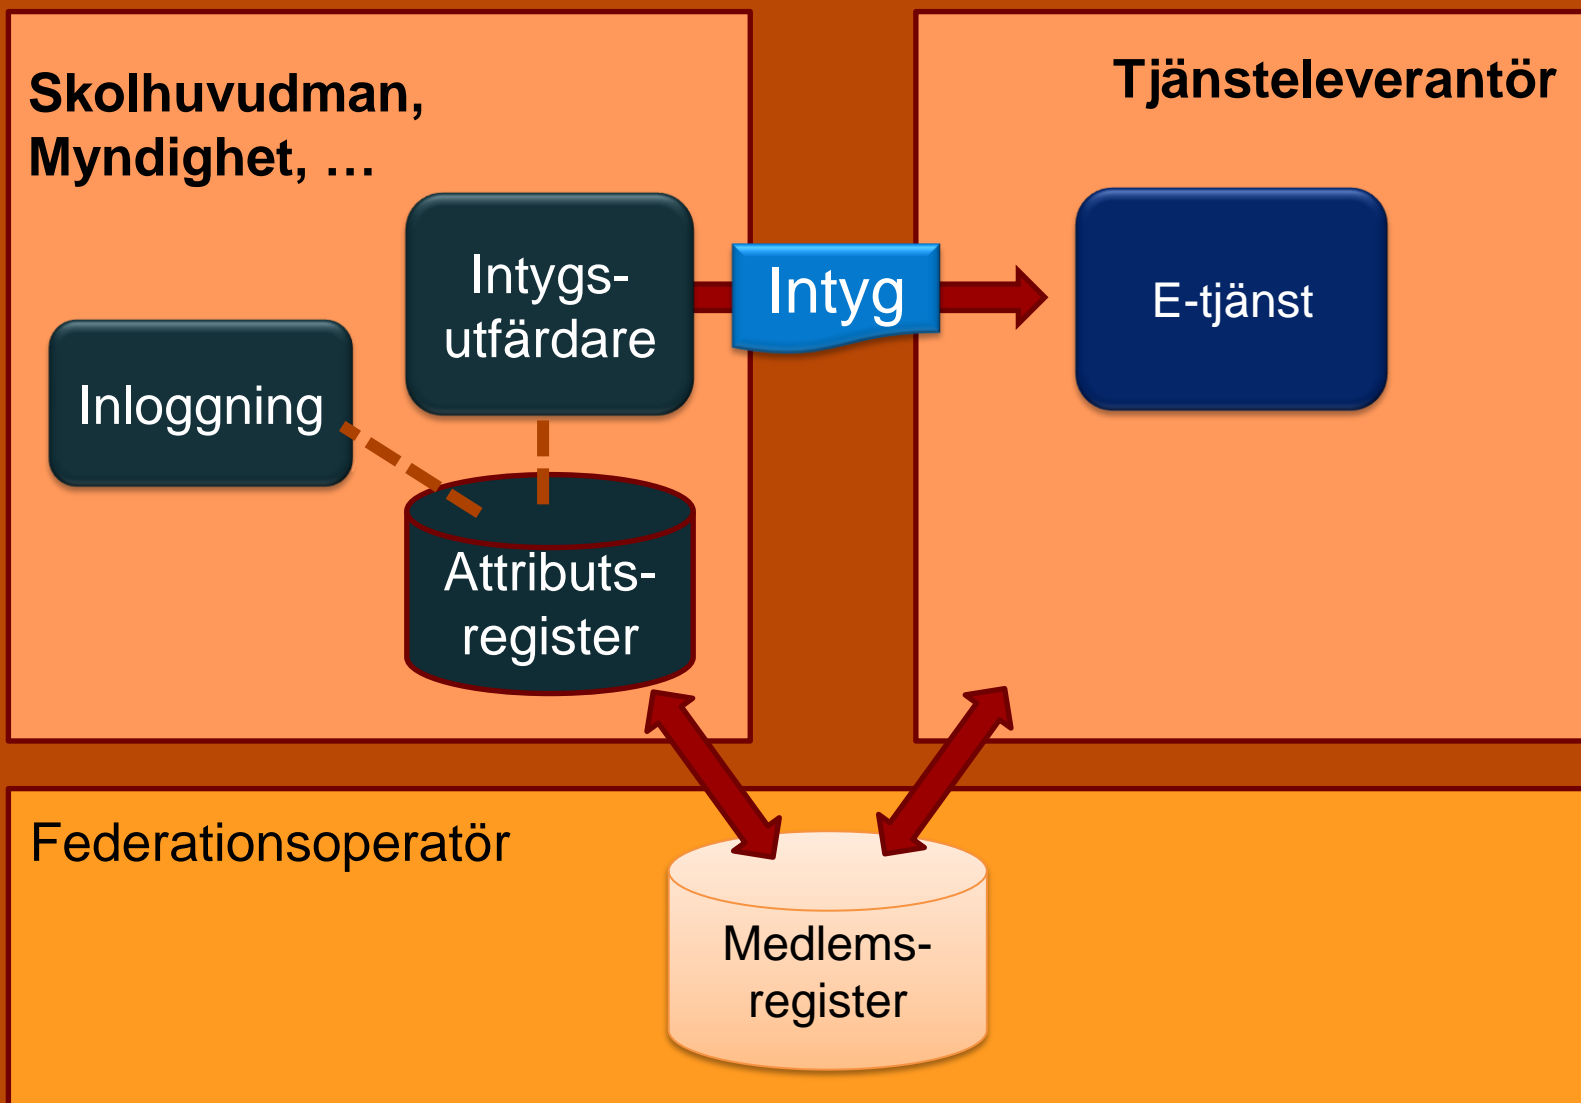 Skolhuvudman,
Myndighet, …
Tjänsteleverantör
Intygs-
utfärdare
Intyg
E-tjänst
Inloggning
Attributs-
register
Federationsoperatör
Medlems-
register